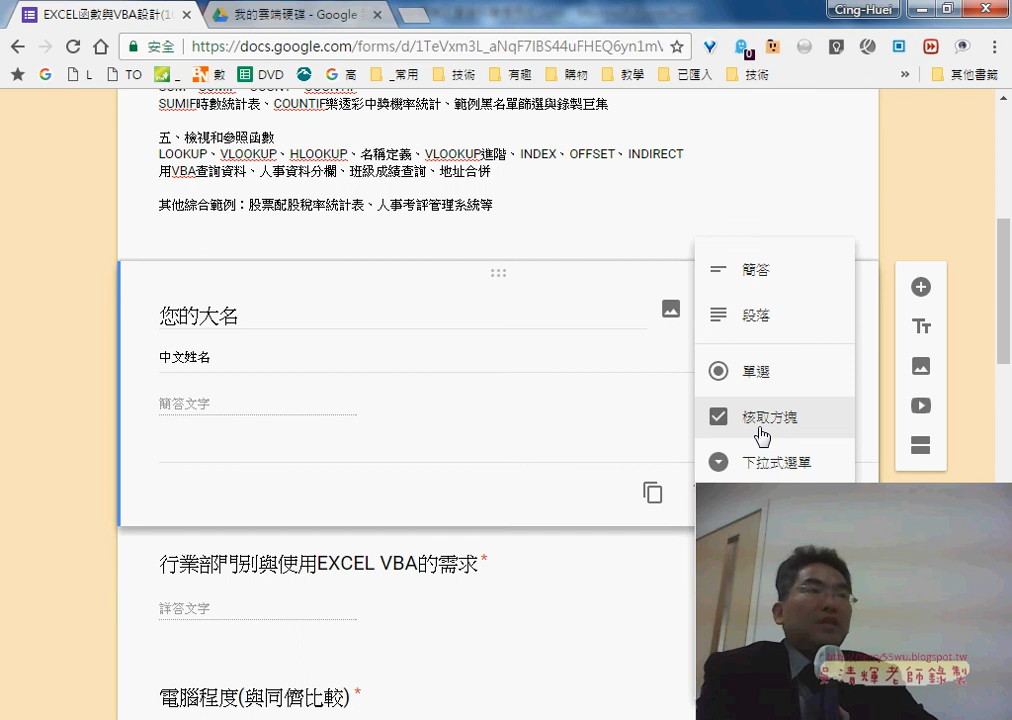 EXCEL函數與VBA設計(1(
我的雲端硬碟 - Google
Cing-Huei
安全
https://docs.google.com/forms/d/1TeVxm3L_aNqF7IBS44uFHEQ6yn1m\
0
L
TO
數
DVD
高
_常用
技術
有趣
購物
教學
已匯入
技術
»
其他書籤
SUMIF時數統計表、COUNTIF樂透彩中獎機率統計、範例黑名單篩選與錄製巨集
五、檢視和參照函數
LOOKUP、VLOOKUP、HLOOKUP、名稱定義、VLOOKUP進階、INDEX、OFFSET、INDIRECT
用VBA查詢資料、人事資料分欄、班級成績查詢、地址合併
其他綜合範例：股票配股稅率統計表、人事考評管理系統等
您的大名
中文姓名
簡答文字
簡答
段落
單選
核取方塊
下拉式選單
Tт
行業部門別與使用EXCEL VBA的需求*
詳答文字
電腦程度(與同儕比較) *
http://terry55wu.blogspot.tw
吳清輝老師錄製